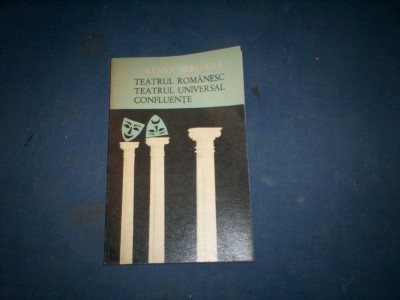 TEATRUL ROMÂNESC
TEATRUL UNIVERSAL
CONFLUENȚE